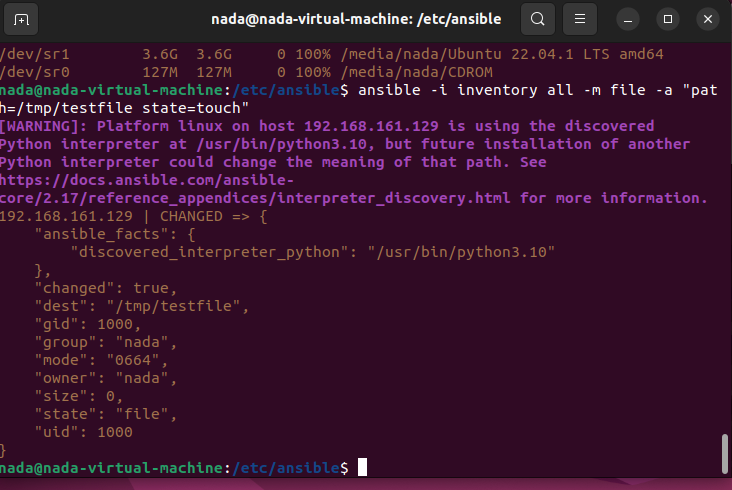 nada@nada-virtual-machine: /etc/ansible
/dev/sr1        3.6G  3.6G     0 100% /media/nada/Ubuntu 22.04.1 LTS amd64
/dev/sr0        127M  127M     0 100% /media/nada/CDROM
nada@nada-virtual-machine:/etc/ansible$ ansible -i inventory all -m file -a "pat
h=/tmp/testfile state=touch"
[WARNING]: Platform linux on host 192.168.161.129 is using the discovered
Python interpreter at /usr/bin/python3.10, but future installation of another
Python interpreter could change the meaning of that path. See
https://docs.ansible.com/ansible-
core/2.17/reference_appendices/interpreter_discovery.html for more information.
192.168.161.129 | CHANGED => {
    "ansible_facts": {
        "discovered_interpreter_python": "/usr/bin/python3.10"
    },
    "changed": true,
    "dest": "/tmp/testfile",
    "gid": 1000,
    "group": "nada",
    "mode": "0664",
    "owner": "nada",
    "size": 0,
    "state": "file",
    "uid": 1000
}
nada@nada-virtual-machine:/etc/ansible$